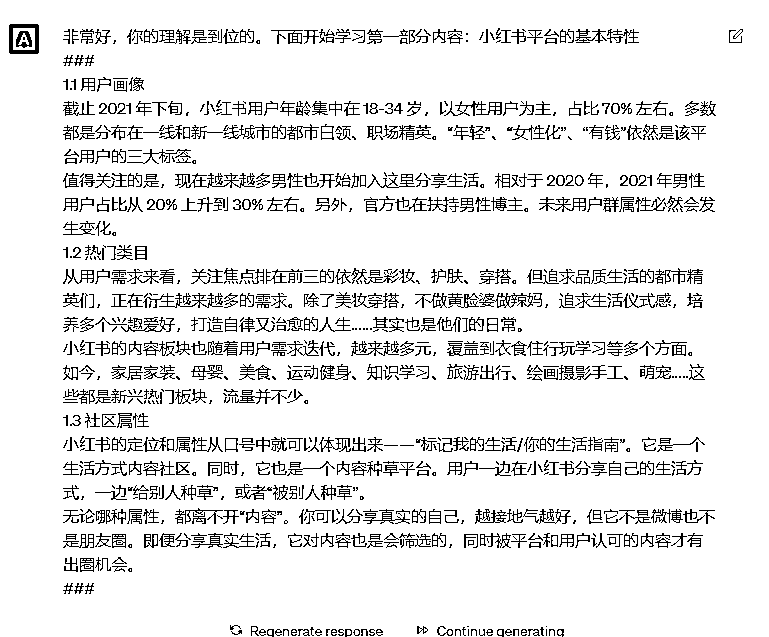 非常好，你的理解是到位的。下面开始学习第一部分内容：小红书平台的基本特性
###
1.1 用户画像
截止 2021 年下旬，小红书用户年龄集中在 18-34 岁，以女性用户为主，占比 70% 左右。多数
都是分布在一线和新一线城市的都市白领、职场精英。“年轻”、“女性化”、“有钱”依然是该平
台用户的三大标签。
值得关注的是，现在越来越多男性也开始加入这里分享生活。相对于 2020 年，2021 年男性
用户占比从 20% 上升到 30% 左右。另外，官方也在扶持男性博主。未来用户群属性必然会发
生变化。
1.2 热门类目
从用户需求来看，关注焦点排在前三的依然是彩妆、护肤、穿搭。但追求品质生活的都市精
英们，正在衍生越来越多的需求。除了美妆穿搭，不做黄脸婆做辣妈，追求生活仪式感，培
养多个兴趣爱好，打造自律又治愈的人生......其实也是他们的日常。
小红书的内容板块也随着用户需求迭代，越来越多元，覆盖到衣食住行玩学习等多个方面。
如今，家居家装、母婴、美食、运动健身、知识学习、旅游出行、绘画摄影手工、萌宠.....这
些都是新兴热门板块，流量并不少。
1.3 社区属性
小红书的定位和属性从口号中就可以体现出来——“标记我的生活/你的生活指南”。它是一个
生活方式内容社区。同时，它也是一个内容种草平台。用户一边在小红书分享自己的生活方
式，一边“给别人种草”，或者“被别人种草”。
无论哪种属性，都离不开“内容”。你可以分享真实的自己，越接地气越好，但它不是微博也不
是朋友圈。即便分享真实生活，它对内容也是会筛选的，同时被平台和用户认可的内容才有
出圈机会。
###
Regenerate response Continue generating